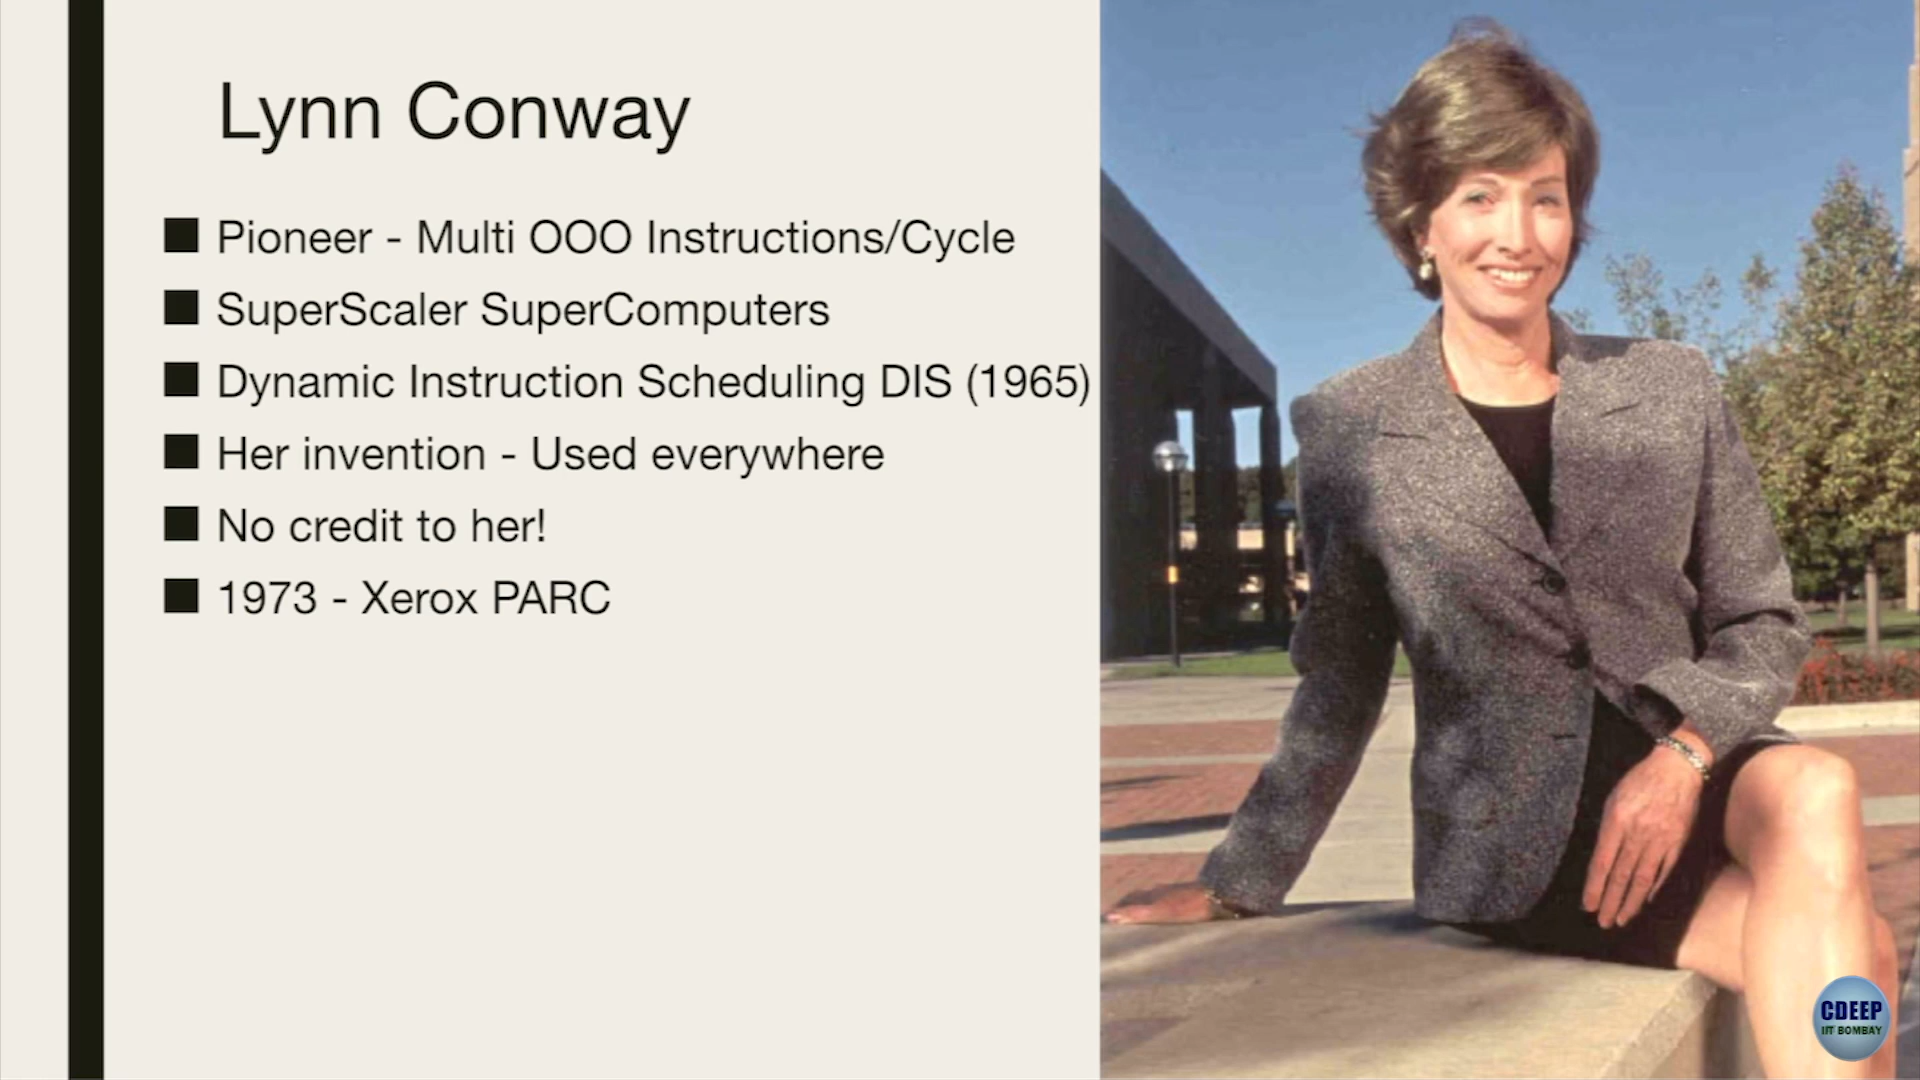 Lynn Conway
Pioneer - Multi OOO Instructions/Cycle
SuperScaler SuperComputers
Dynamic Instruction Scheduling DIS (1965)
Her invention - Used everywhere
No credit to her!
1973 - Xerox PARC
CDEEP
IIT BOMBAY